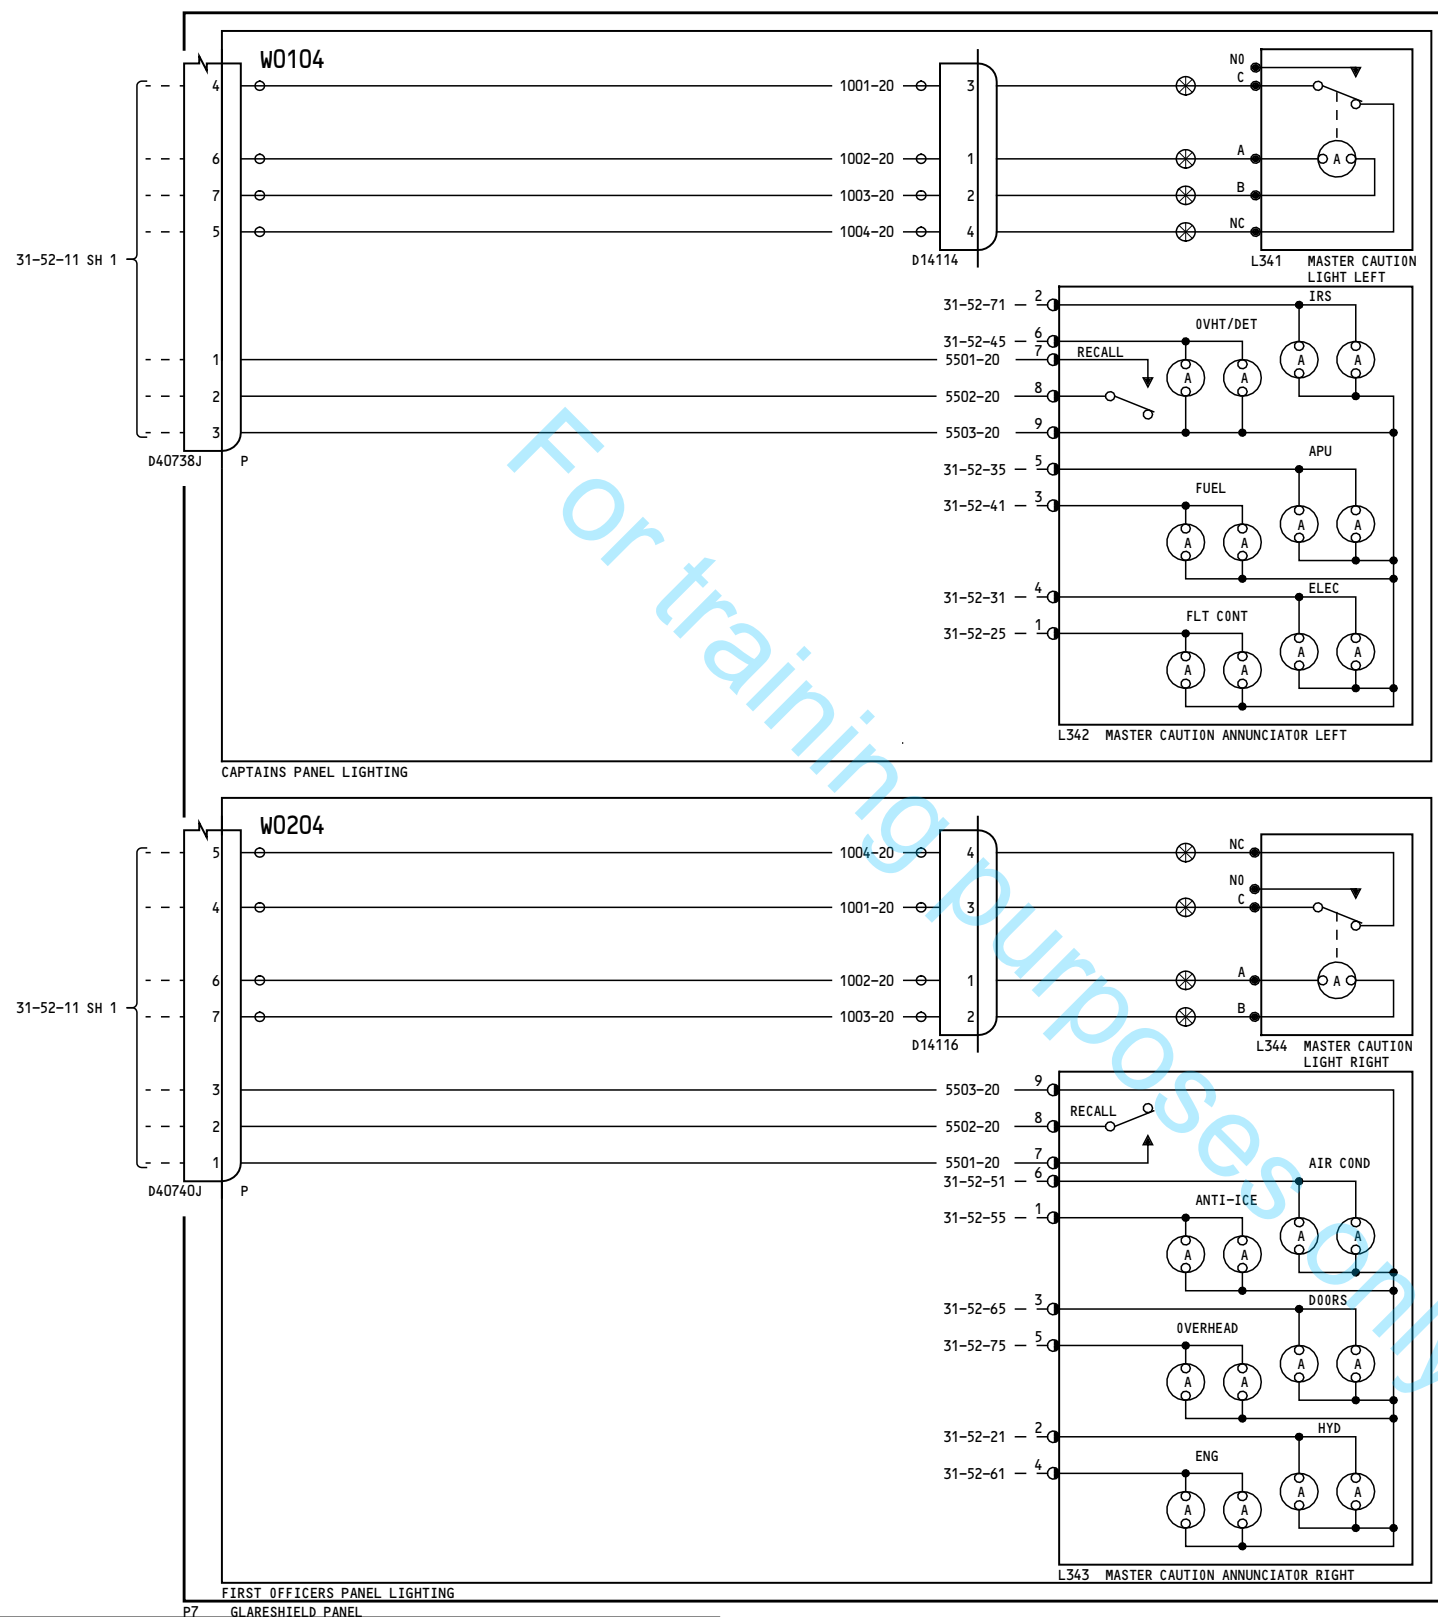 W0104
4 1001-20 3 NO
C
6 1002-20 1 A A
7 1003-20 2 B
5 1004-20 4 NC
31-52-11 SH 1
D14114 L341 MASTER CAUTION
LIGHT LEFT
31-52-71 2 IRS
31-52-45 6 OVHT/DET
1 5501-20 7 RECALL A A
A A
2 5502-20 8
3 5503-20 9
D40738J P
31-52-35 5 APU
31-52-41 3 FUEL
A A
A A
31-52-31 4 ELEC
31-52-25 1 FLT CONT
A A
A A
L342 MASTER CAUTION ANNUNCIATOR LEFT
CAPTAINS PANEL LIGHTING
W0204
5 1004-20 4 NC
NO
4 1001-20 3 C
6 1002-20 1 A A
31-52-11 SH 1
7 1003-20 2 B
D14116 L344 MASTER CAUTION
LIGHT RIGHT
3 5503-20 9
2 5502-20 8 RECALL
1 5501-20 7
31-52-51 6 AIR COND
D40740J P
31-52-55 1 ANTI-ICE
A A
A A
31-52-65 3 DOORS
31-52-75 5 OVERHEAD
A A
A A
31-52-21 2 HYD
31-52-61 4 ENG
A A
A A
L343 MASTER CAUTION ANNUNCIATOR RIGHT
FIRST OFFICERS PANEL LIGHTING
P7 GLARESHIELD PANEL
For training purposes only